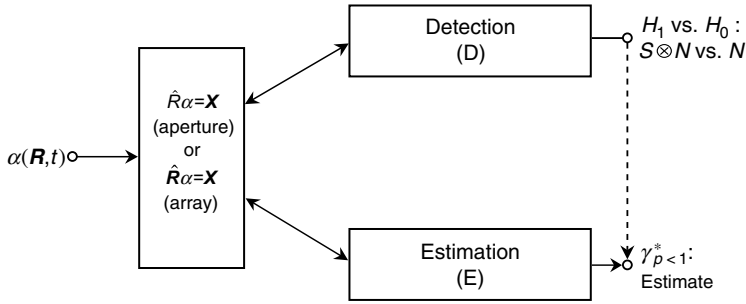 α(R,t)
R̂α=X
(aperture)
or
R̂α=X
(array)
Detection
(D)
H₁ vs. H₀ :
S⊗N vs. N
Estimation
(E)
γ*ₚ < ₁:
Estimate